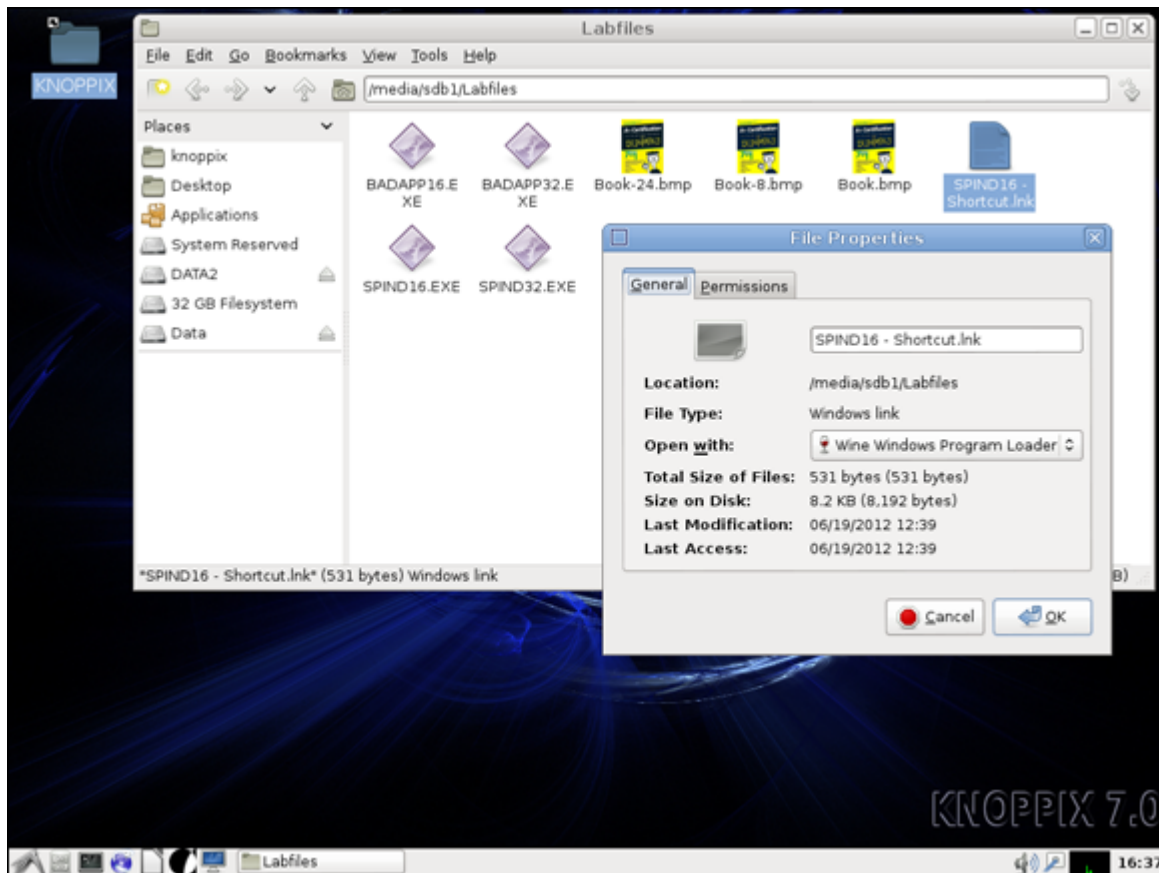 KNOPPIX
Labfiles
File Edit Go Bookmarks View Tools Help
/media/sdb1/Labfiles
Places
knoppix
Desktop
Applications
System Reserved
DATA2
32 GB Filesystem
Data
BADAPP16.E
XE
BADAPP32.E
XE
Book-24.bmp
Book-8.bmp
Book.bmp
SPIND16 -
Shortcut.lnk
SPIND16.EXE
SPIND32.EXE
File Properties
General Permissions
SPIND16 - Shortcut.lnk
Location: /media/sdb1/Labfiles
File Type: Windows link
Open with: Wine Windows Program Loader
Total Size of Files: 531 bytes (531 bytes)
Size on Disk: 8.2 KB (8,192 bytes)
Last Modification: 06/19/2012 12:39
Last Access: 06/19/2012 12:39
Cancel OK
"SPIND16 - Shortcut.lnk" (531 bytes) Windows link
B)
KNOPPIX 7.0
Labfiles
16:37